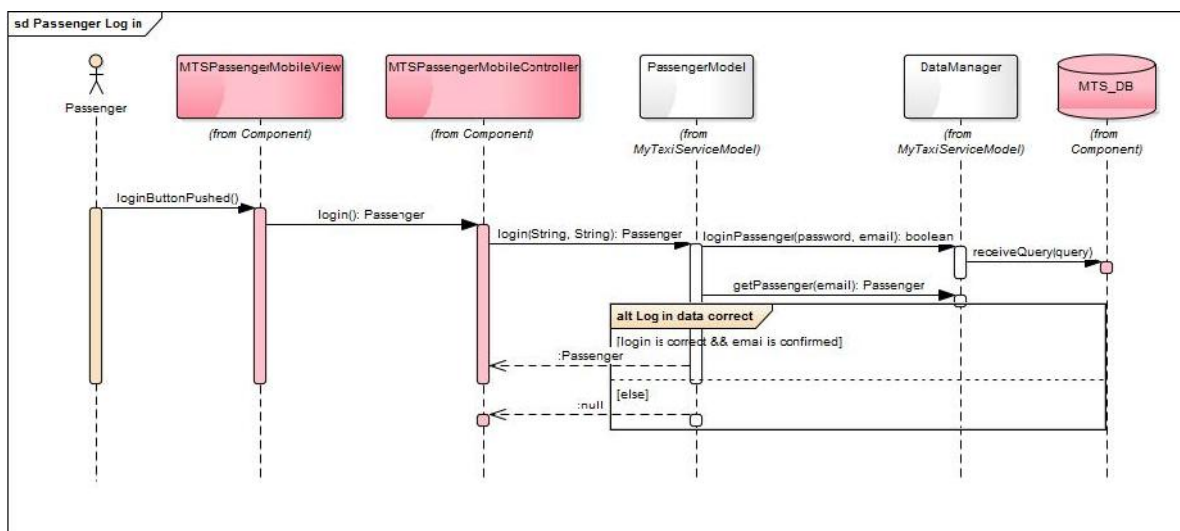 sd Passenger Log in
Passenger
MTSPassengerMobileView
(from Component)
MTSPassengerMobileController
(from Component)
PassengerModel
(from
MyTaxiServiceModel)
DataManager
(from
MyTaxiServiceModel)
MTS_DB
(from
Component)
loginButtonPushed()
login(): Passenger
login(String, String): Passenger
loginPassenger(password, email): boolean
receiveQuery(query)
getPassenger(email): Passenger
alt Log in data correct
[login is correct && emai is confirmed]
:Passenger
[else]
:null